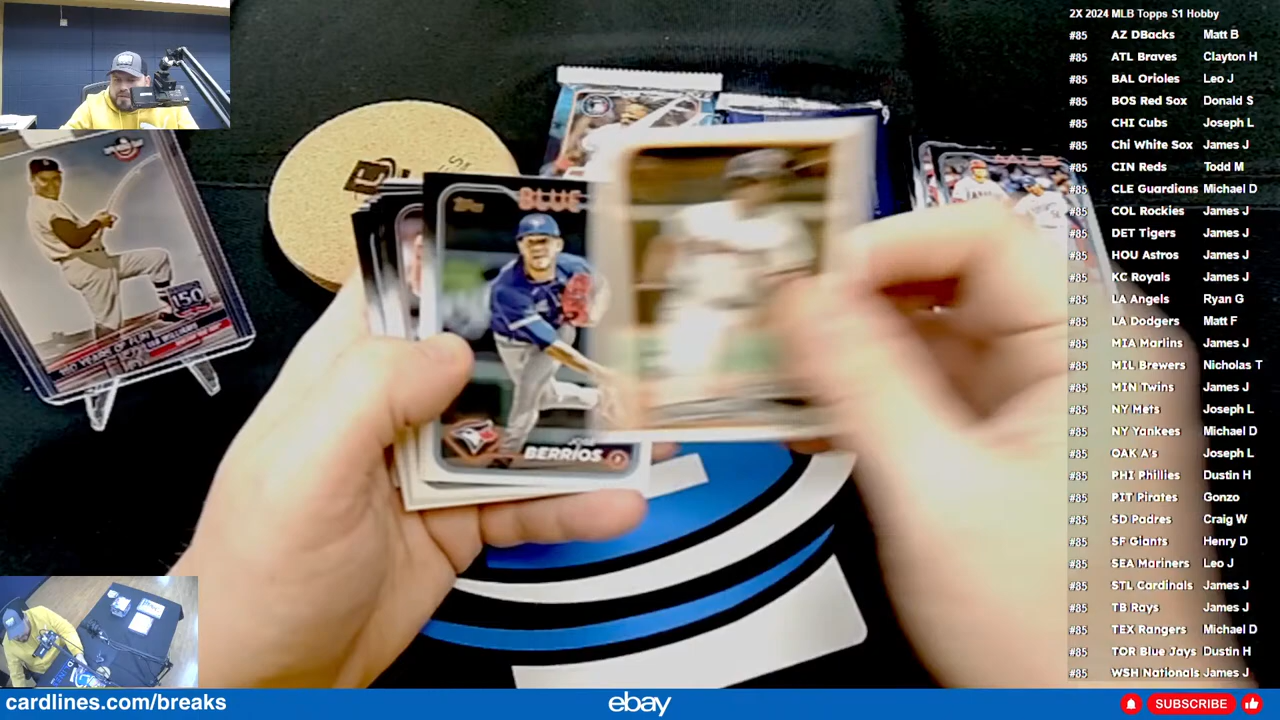 2X 2024 MLB Topps S1 Hobby
#85 AZ DBacks Matt B
#85 ATL Braves Clayton H
#85 BAL Orioles Leo J
#85 BOS Red Sox Donald S
#85 CHI Cubs Joseph L
#85 Chi White Sox James J
#85 CIN Reds Todd M
#85 CLE Guardians Michael D
#85 COL Rockies James J
#85 DET Tigers James J
#85 HOU Astros James J
#85 KC Royals James J
#85 LA Angels Ryan G
#85 LA Dodgers Matt F
#85 MIA Marlins James J
#85 MIL Brewers Nicholas T
#85 MIN Twins James J
#85 NY Mets Joseph L
#85 NY Yankees Michael D
#85 OAK A's Joseph L
#85 PHI Phillies Dustin H
#85 PIT Pirates Gonzo
#85 SD Padres Craig W
#85 SF Giants Henry D
#85 SEA Mariners Leo J
#85 STL Cardinals James J
#85 TB Rays James J
#85 TEX Rangers Michael D
#85 TOR Blue Jays Dustin H
#85 WSH Nationals James J
BLUE
JOSE
BERRIOS
150
150 YEARS OF FUN
TED WILLIAMS
cardlines.com/breaks
ebay
SUBSCRIBE